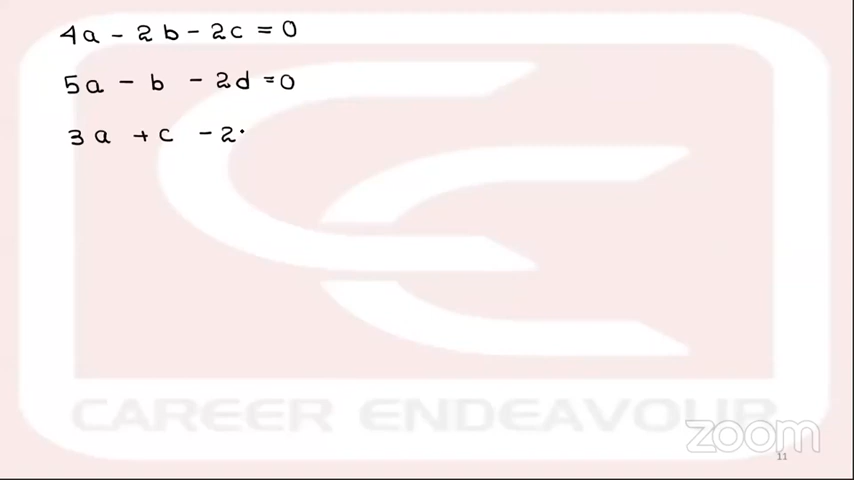 4a - 2b - 2c = 0
5a - b - 2d = 0
3a + c - 2
CAREER ENDEAVOUR
zoom
11